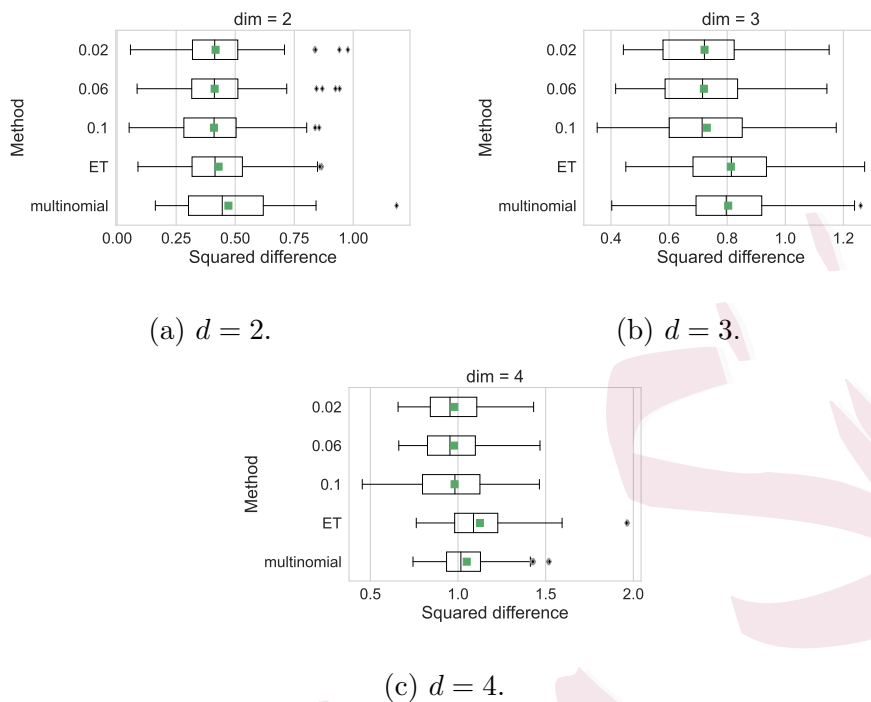 dim = 2
0.02
0.06
0.1
ET
multinomial
Method
0.00 0.25 0.50 0.75 1.00
Squared difference
(a) d = 2.
dim = 3
0.02
0.06
0.1
ET
multinomial
Method
0.4 0.6 0.8 1.0 1.2
Squared difference
(b) d = 3.
dim = 4
0.02
0.06
0.1
ET
multinomial
Method
0.5 1.0 1.5 2.0
Squared difference
(c) d = 4.